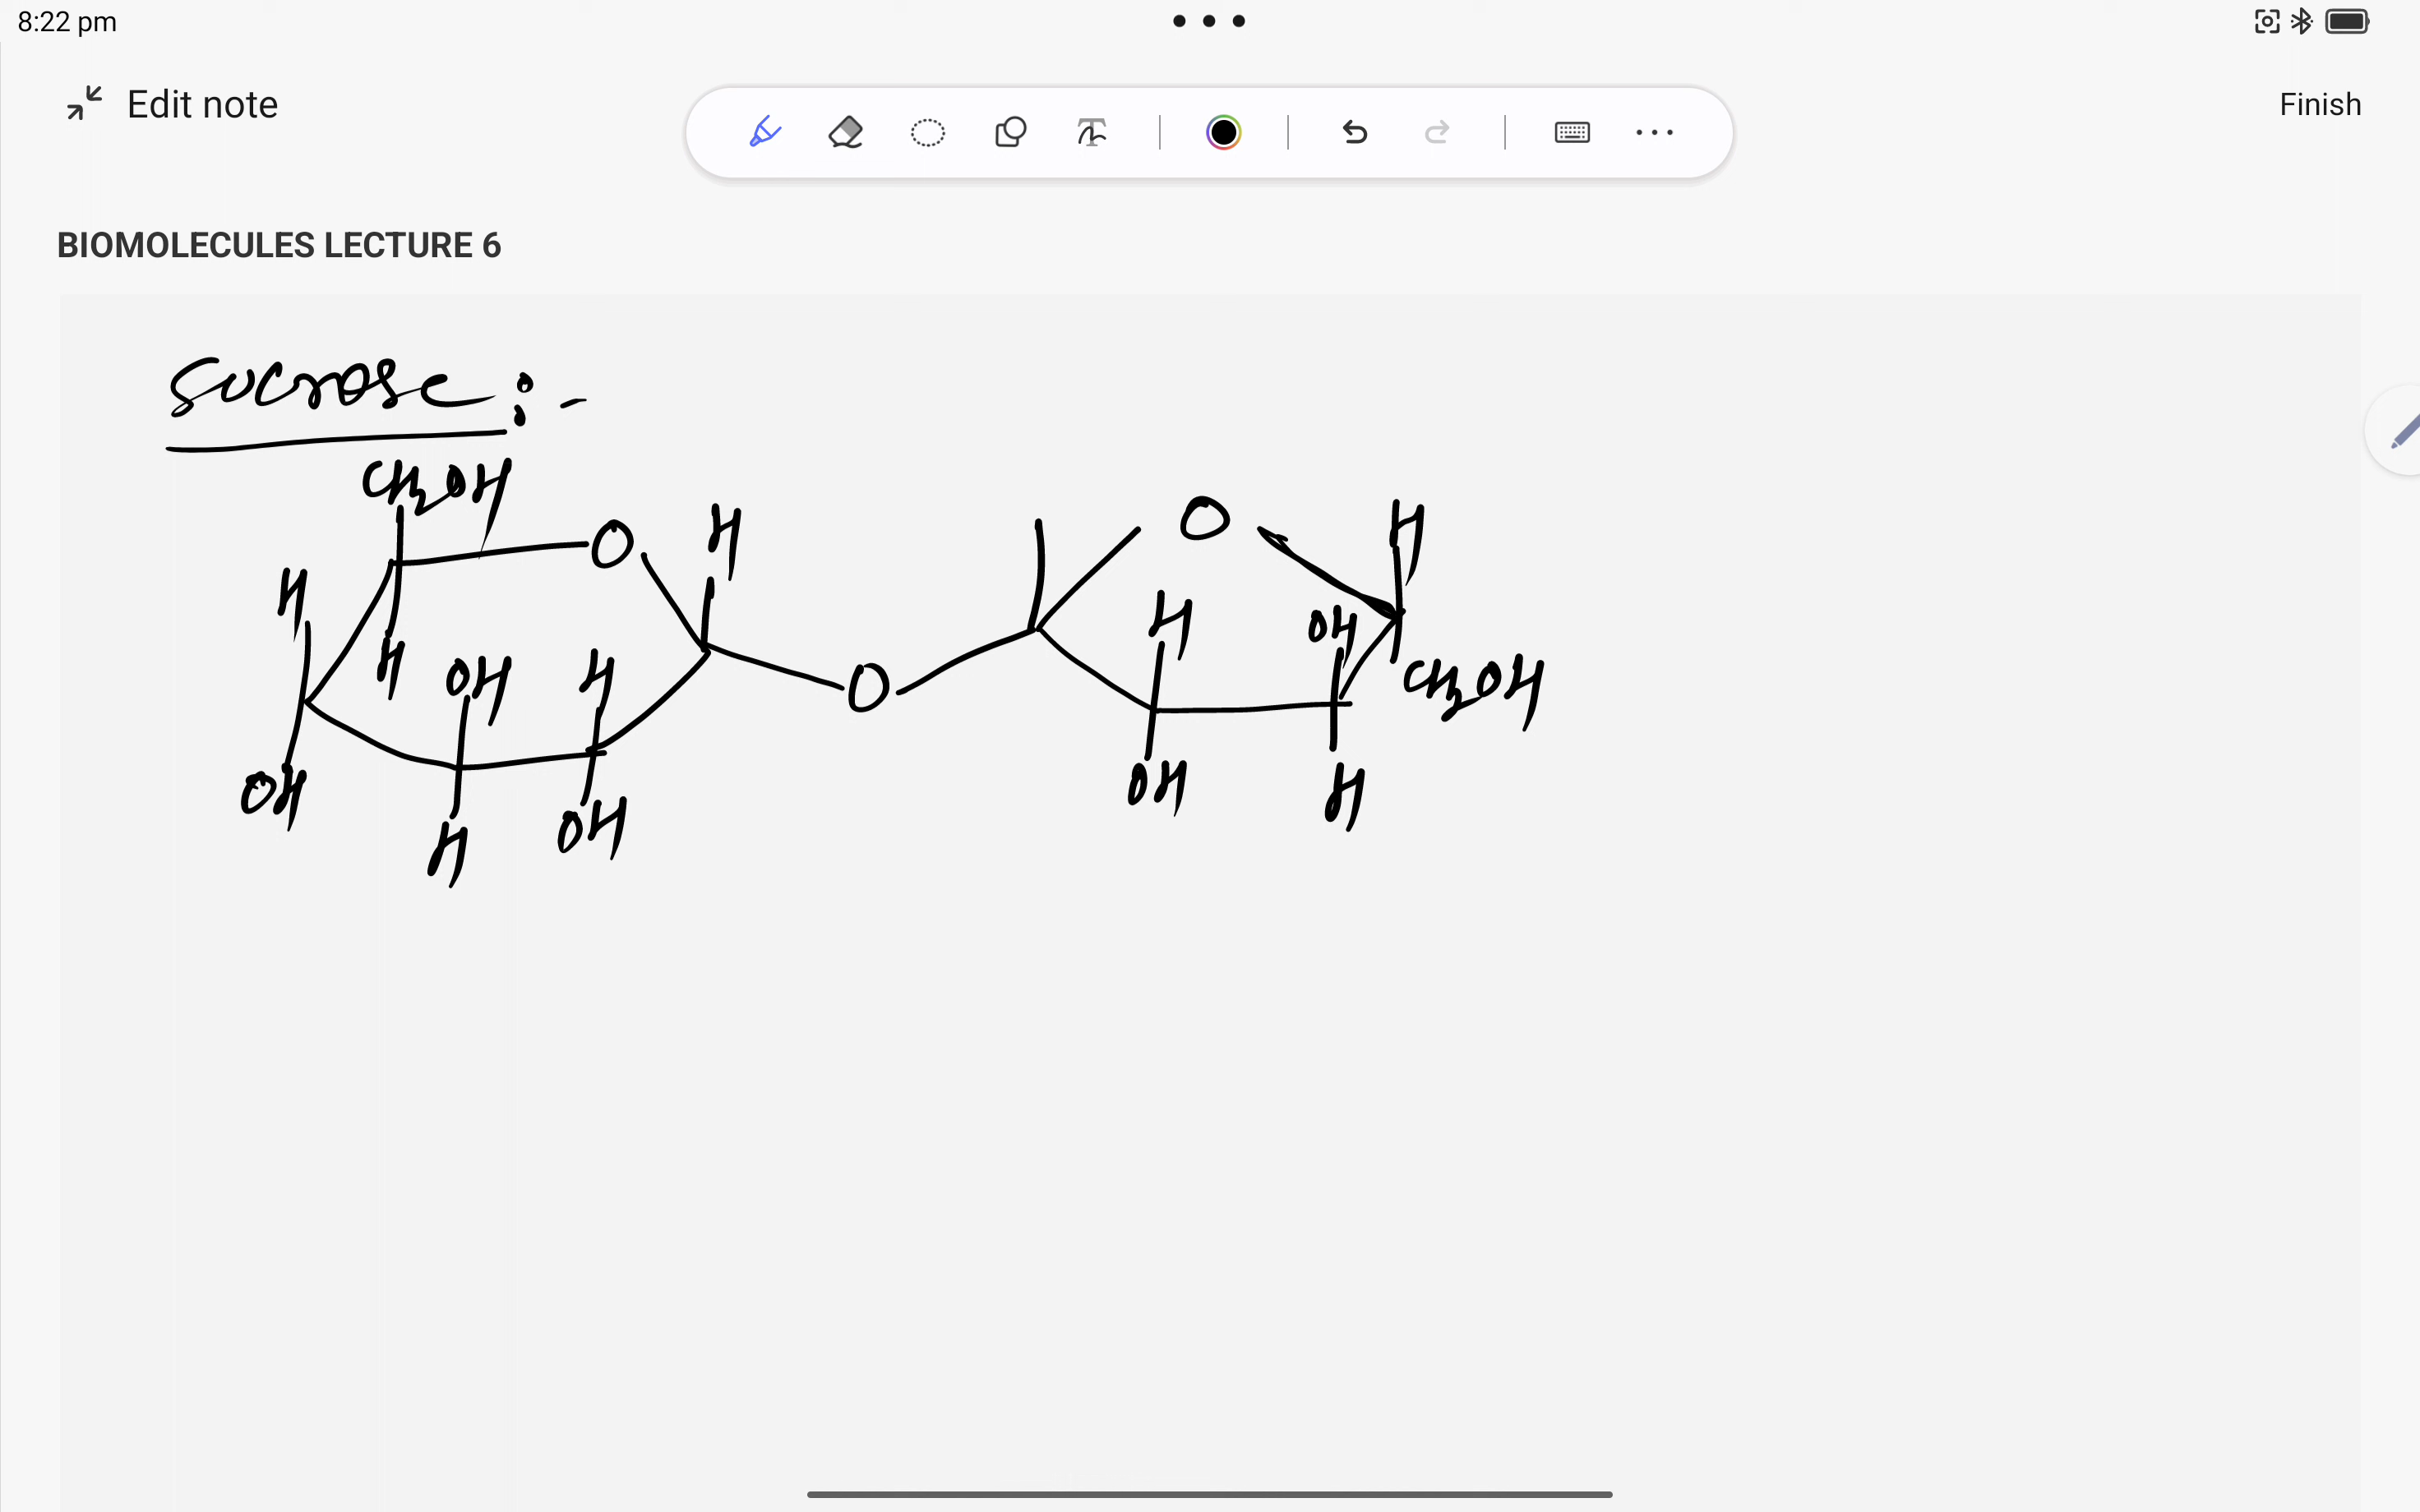 8:22 pm
Edit note
Finish
BIOMOLECULES LECTURE 6
Sucrose :-
CH2OH
O H O H
H
H OH H H OH
O CH2OH
OH H OH OH H